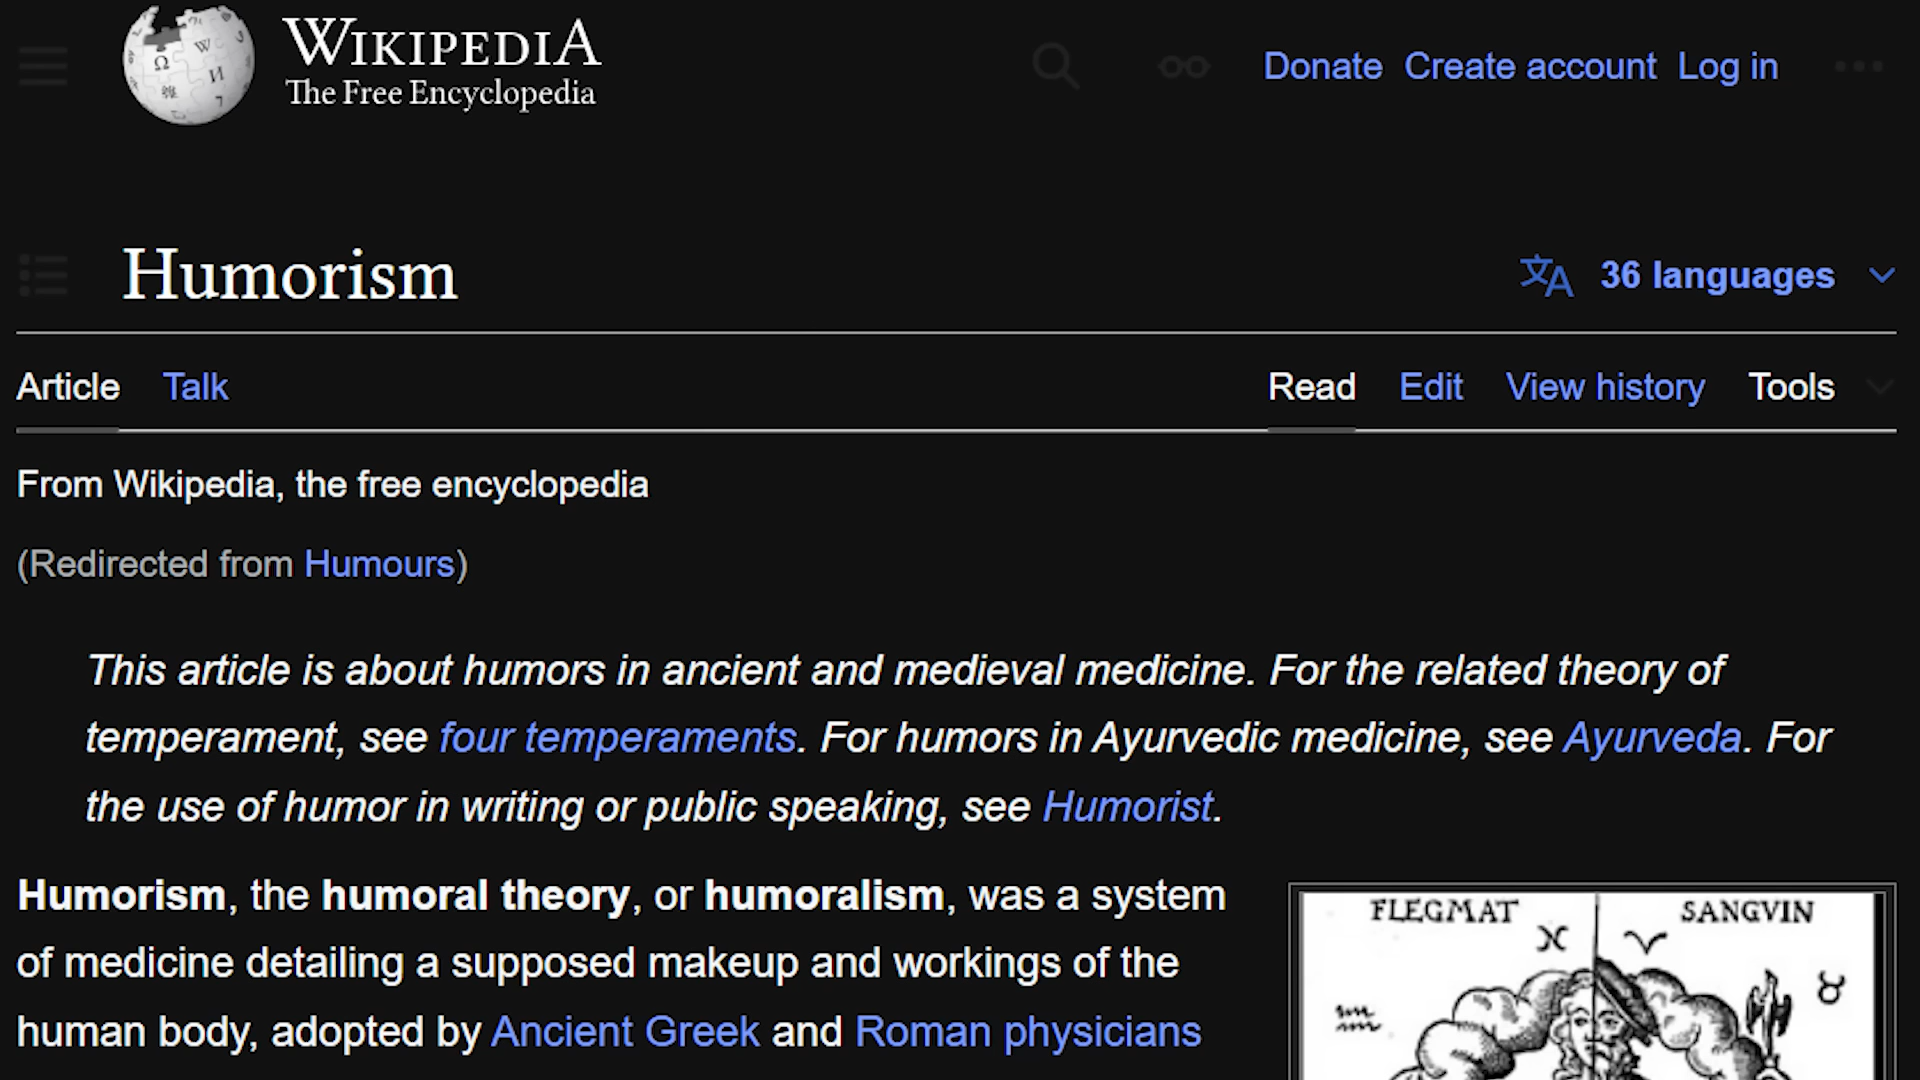 WIKIPEDIA
The Free Encyclopedia
Donate Create account Log in
Humorism
36 languages
Article Talk
Read Edit View history Tools
From Wikipedia, the free encyclopedia
(Redirected from Humours)
This article is about humors in ancient and medieval medicine. For the related theory of
temperament, see four temperaments. For humors in Ayurvedic medicine, see Ayurveda. For
the use of humor in writing or public speaking, see Humorist.
Humorism, the humoral theory, or humoralism, was a system
of medicine detailing a supposed makeup and workings of the
human body, adopted by Ancient Greek and Roman physicians
FLEGMAT SANGVIN